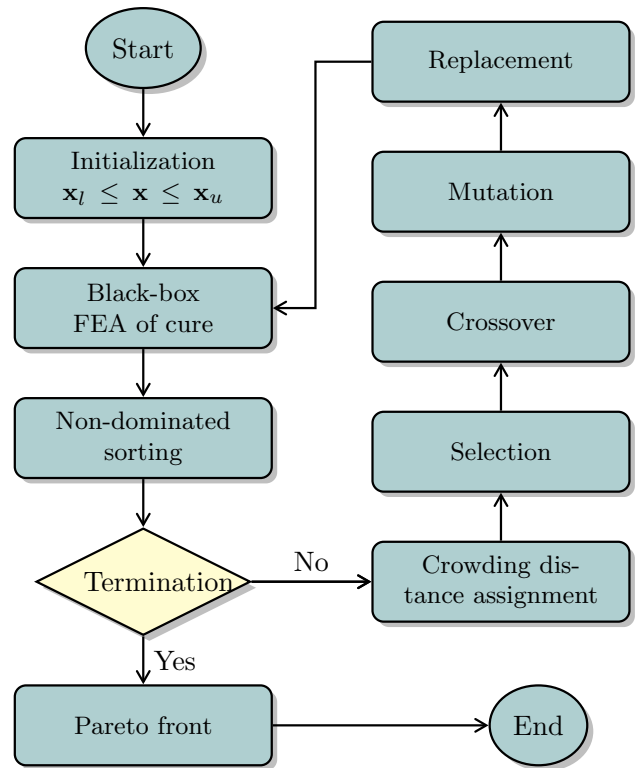 Start
Initialization
x_l ≤ x ≤ x_u
Black-box
FEA of cure
Non-dominated
sorting
Termination
No
Yes
Pareto front
End
Replacement
Mutation
Crossover
Selection
Crowding dis-
tance assignment